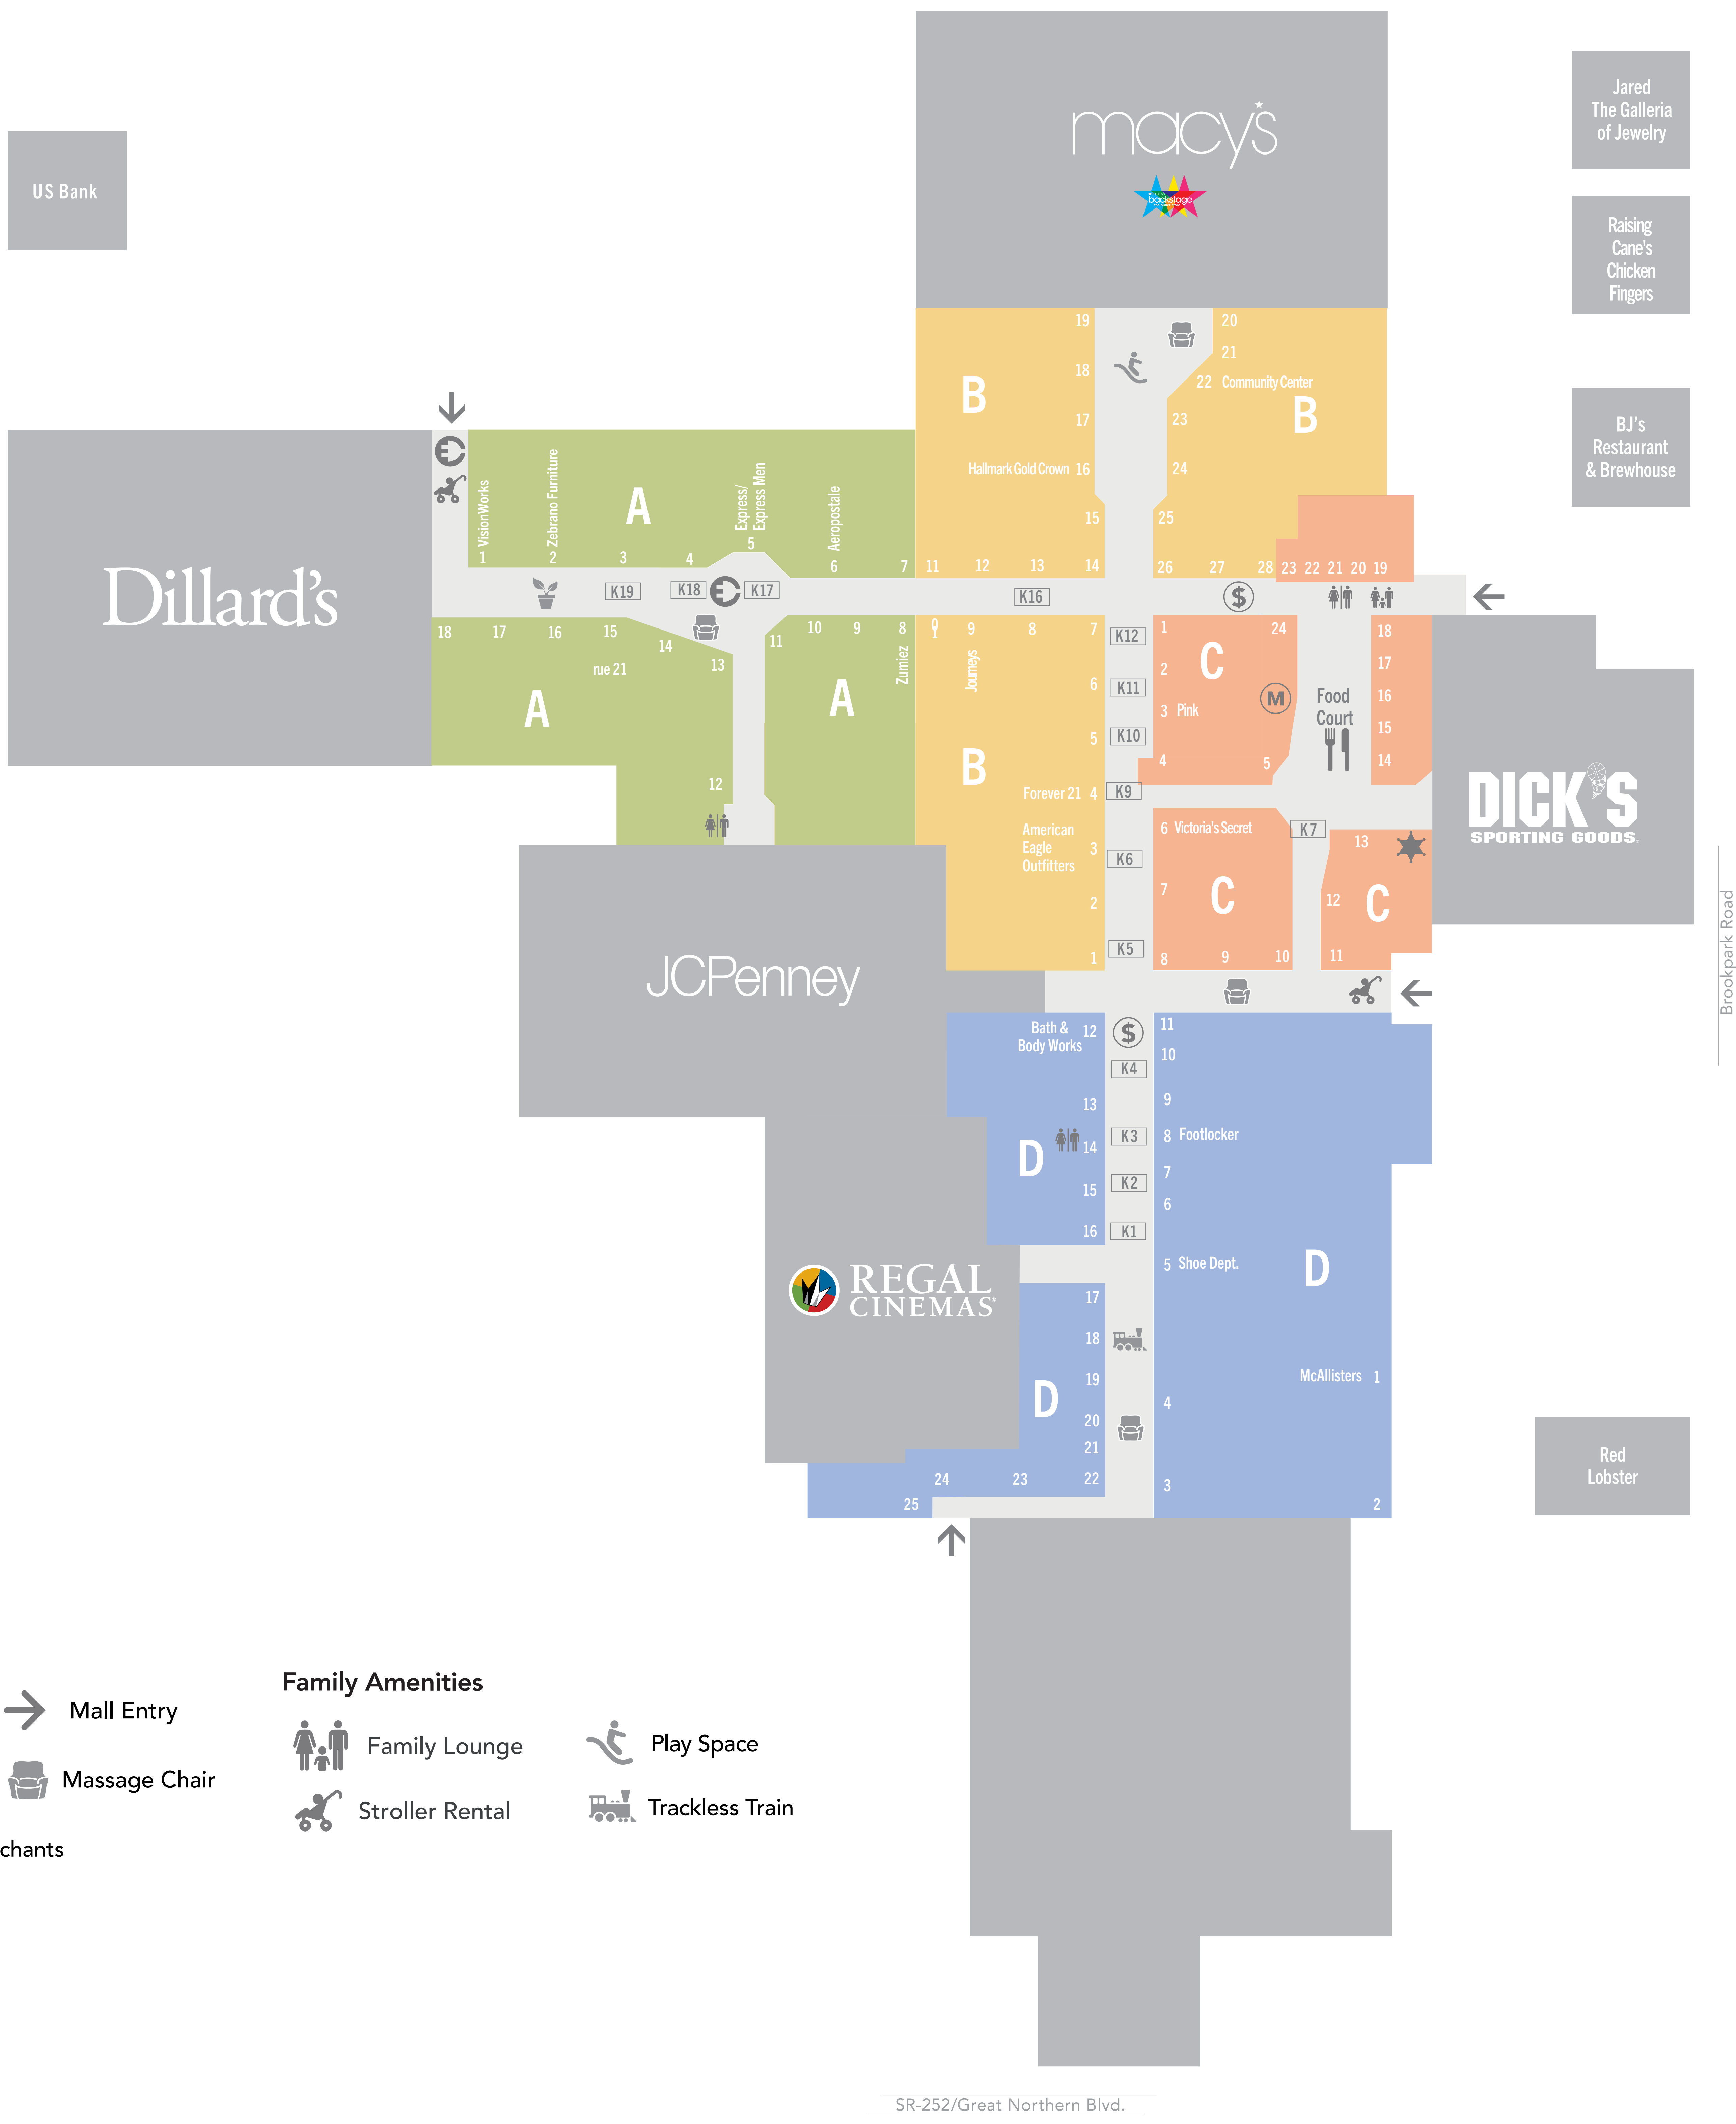 macy's
backstage
Jared
The Galleria
of Jewelry
US Bank
Raising
Cane's
Chicken
Fingers
19
20
18
21
22 Community Center
B
B
17
23
BJ's
Restaurant
& Brewhouse
Hallmark Gold Crown 16
24
VisionWorks
Zebrano Furniture
A
Express/
Express Men
Aeropostale
15
25
1
2
3
4
5
6
7
11
12
13
14
26
27
28
23
22
21
20
19
Dillard's
K19
K18
K17
K16
$
18
17
16
15
14
13
rue 21
11
10
9
8
Zumiez
10
9
Journeys
8
7
K12
1
24
18
2
C
17
6
K11
M
Food
Court
16
A
A
3 Pink
5
K10
15
B
4
5
14
12
Forever 21 4
K9
DICK'S
SPORTING GOODS
American
Eagle
Outfitters
3
K6
6 Victoria's Secret
K7
13
7
C
12
C
2
Brookpark Road
1
K5
8
9
10
11
JCPenney
Bath &
Body Works
12
$
11
10
K4
13
9
D
14
K3
8 Footlocker
7
15
K2
6
16
K1
REGAL
CINEMAS
5 Shoe Dept.
D
17
18
19
McAllisters 1
D
20
4
21
22
23
24
25
3
2
Red
Lobster
Family Amenities
Mall Entry
Family Lounge
Play Space
Massage Chair
Stroller Rental
Trackless Train
chants
SR-252/Great Northern Blvd.